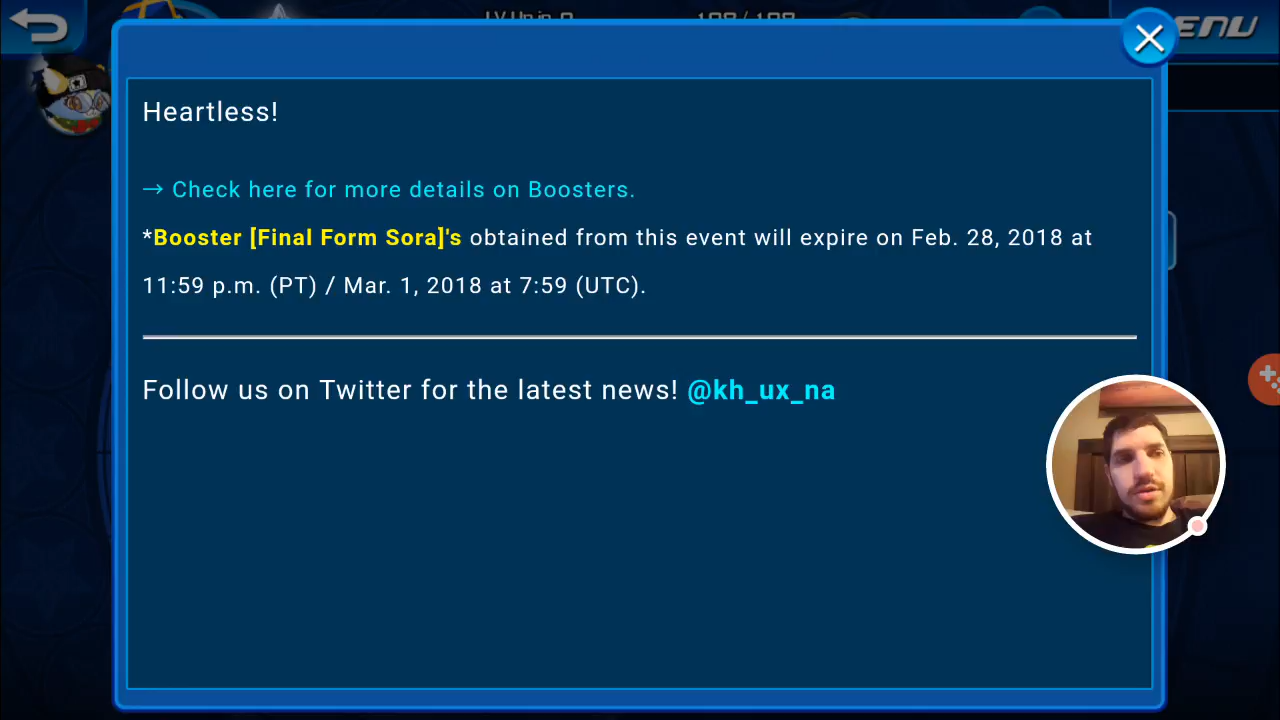 MENU
Heartless!
→ Check here for more details on Boosters.
*Booster [Final Form Sora]'s obtained from this event will expire on Feb. 28, 2018 at
11:59 p.m. (PT) / Mar. 1, 2018 at 7:59 (UTC).
Follow us on Twitter for the latest news! @kh_ux_na